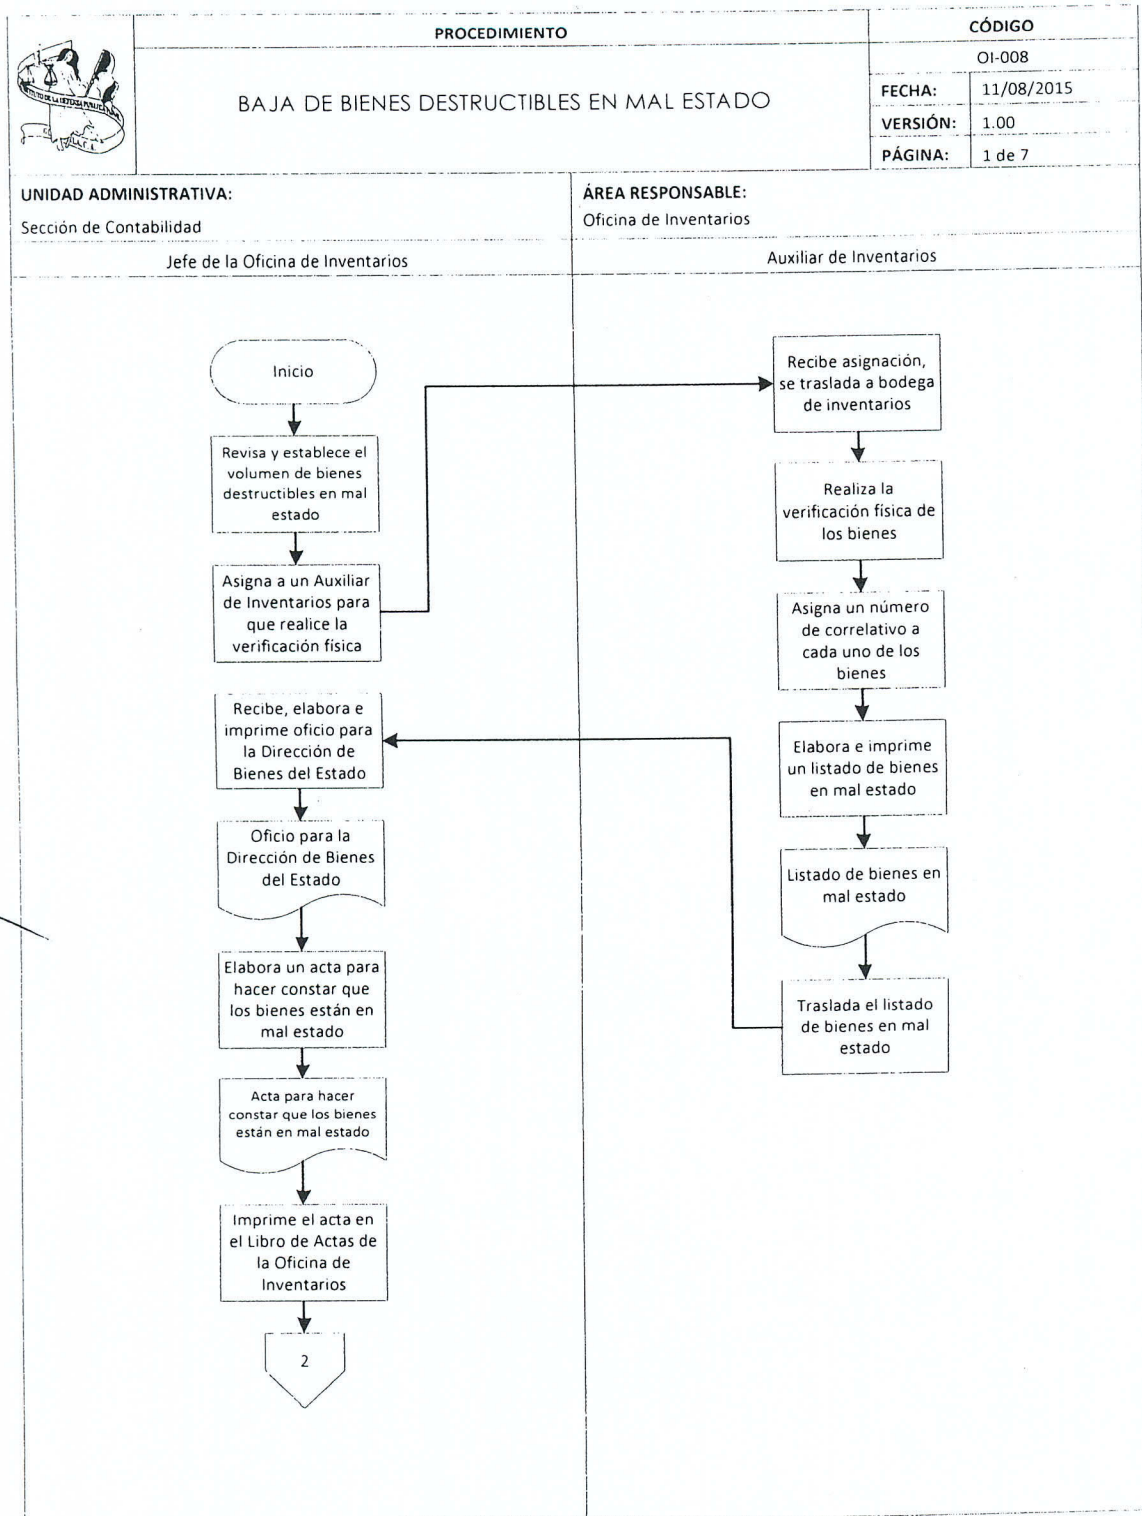 PROCEDIMIENTO
CÓDIGO
OI-008
INSTITUTO DE LA DEFENSA PUBLICA PENAL
BAJA DE BIENES DESTRUCTIBLES EN MAL ESTADO
FECHA: 11/08/2015
VERSIÓN: 1.00
PÁGINA: 1 de 7
UNIDAD ADMINISTRATIVA:
Sección de Contabilidad
ÁREA RESPONSABLE:
Oficina de Inventarios
Jefe de la Oficina de Inventarios
Auxiliar de Inventarios
Inicio
Revisa y establece el
volumen de bienes
destructibles en mal
estado
Asigna a un Auxiliar
de Inventarios para
que realice la
verificación física
Recibe asignación,
se traslada a bodega
de inventarios
Realiza la
verificación física de
los bienes
Asigna un número
de correlativo a
cada uno de los
bienes
Elabora e imprime
un listado de bienes
en mal estado
Listado de bienes en
mal estado
Traslada el listado
de bienes en mal
estado
Recibe, elabora e
imprime oficio para
la Dirección de
Bienes del Estado
Oficio para la
Dirección de Bienes
del Estado
Elabora un acta para
hacer constar que
los bienes están en
mal estado
Acta para hacer
constar que los bienes
están en mal estado
Imprime el acta en
el Libro de Actas de
la Oficina de
Inventarios
2